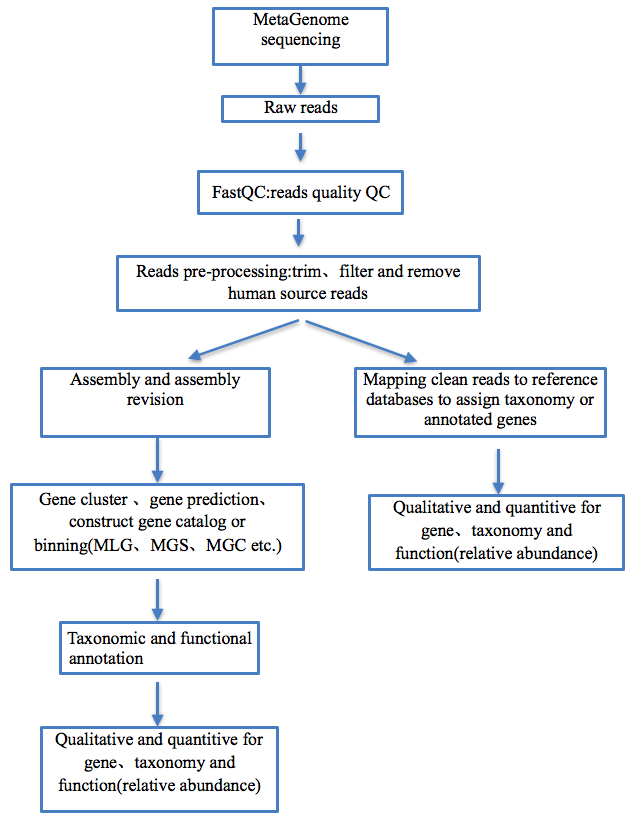 MetaGenome
sequencing
Raw reads
FastQC:reads quality QC
Reads pre-processing:trim、filter and remove
human source reads
Assembly and assembly
revision
Gene cluster 、gene prediction、
construct gene catalog or
binning(MLG、MGS、MGC etc.)
Taxonomic and functional
annotation
Qualitative and quantitive for
gene、taxonomy and
function(relative abundance)
Mapping clean reads to reference
databases to assign taxonomy or
annotated genes
Qualitative and quantitive for
gene、taxonomy and
function(relative abundance)